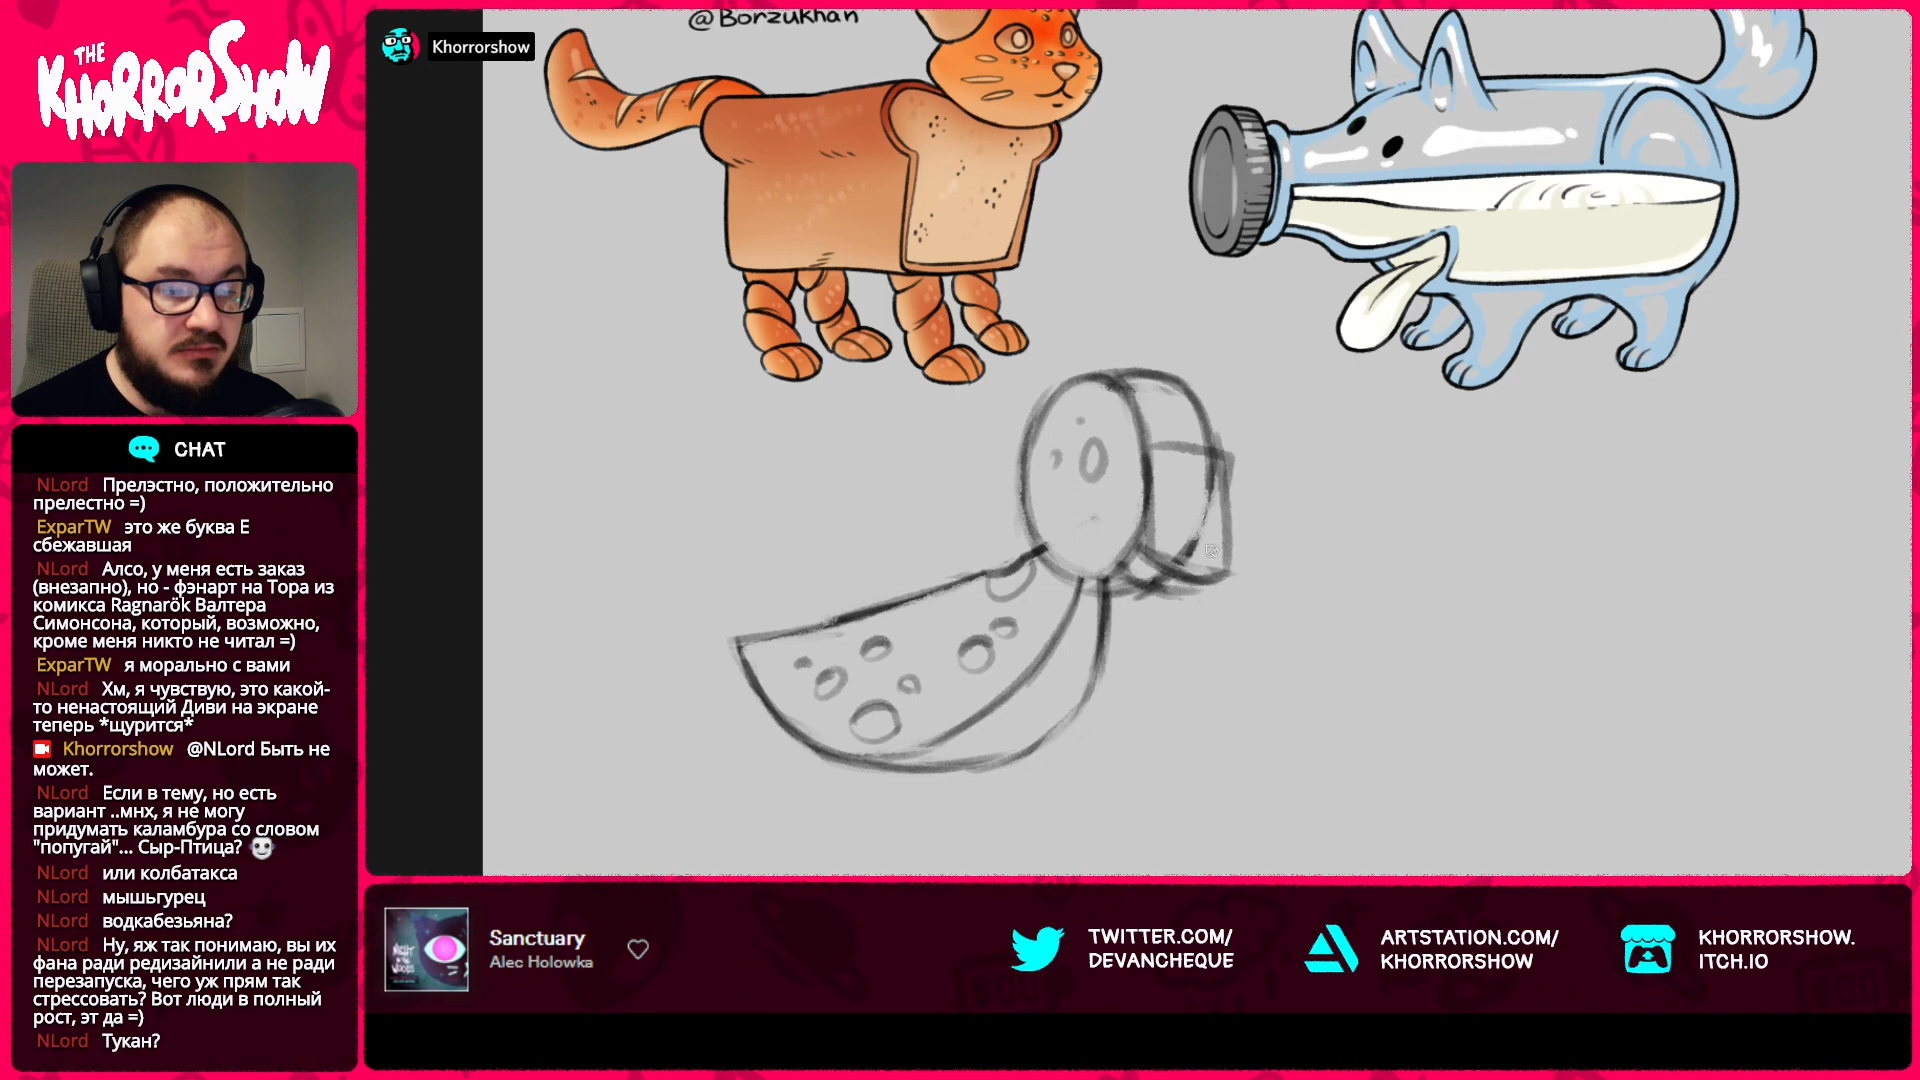 THE
KHORRORSHOW
@Borzukhan
Khorrorshow
CHAT
NLord Прелэстно, положительно
прелестно =)
ExparTW это же буква Е
сбежавшая
NLord Алсо, у меня есть заказ
(внезапно), но - фэнарт на Тора из
комикса Ragnarök Валтера
Симонсона, который, возможно,
кроме меня никто не читал =)
ExparTW я морально с вами
NLord Хм, я чувствую, это какой-
то ненастоящий Диви на экране
теперь *щурится*
Khorrorshow @NLord Быть не
может.
NLord Если в тему, но есть
вариант ..мнх, я не могу
придумать каламбура со словом
"попугай"... Сыр-Птица?
NLord или колбатакса
NLord мышьгурец
NLord водкабезьяна?
NLord Ну, яж так понимаю, вы их
фана ради редизайнили а не ради
перезапуска, чего уж прям так
стрессовать? Вот люди в полный
рост, эт да =)
NLord Тукан?
NIGHT
IN THE
WOODS
Sanctuary
Alec Holowka
TWITTER.COM/
DEVANCHEQUE
ARTSTATION.COM/
KHORRORSHOW
KHORRORSHOW.
ITCH.IO